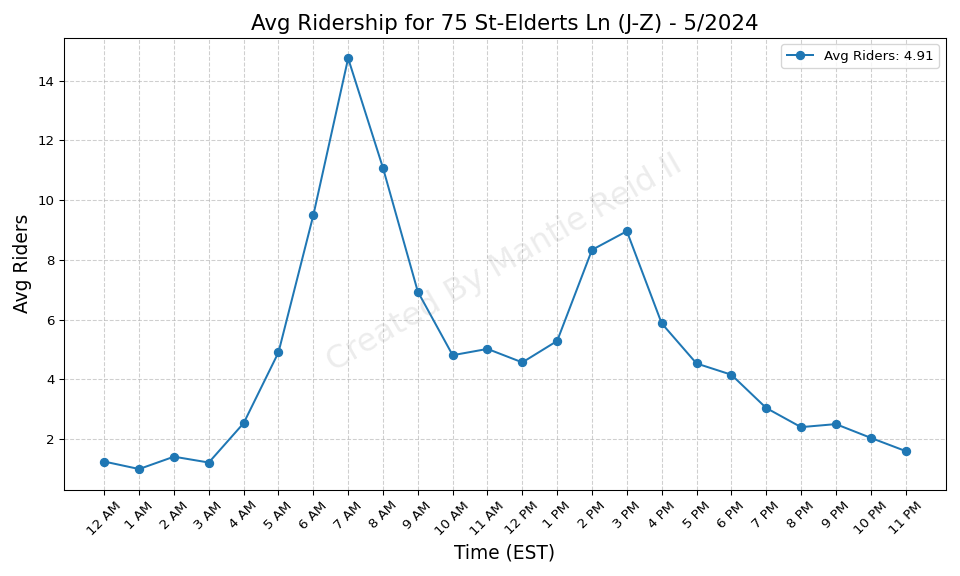 Avg Ridership for 75 St-Elderts Ln (J-Z) - 5/2024
Avg Riders: 4.91
Avg Riders
14
12
10
8
6
4
2
Created By Mantle Reid II
12 AM
1 AM
2 AM
3 AM
4 AM
5 AM
6 AM
7 AM
8 AM
9 AM
10 AM
11 AM
12 PM
1 PM
2 PM
3 PM
4 PM
5 PM
6 PM
7 PM
8 PM
9 PM
10 PM
11 PM
Time (EST)